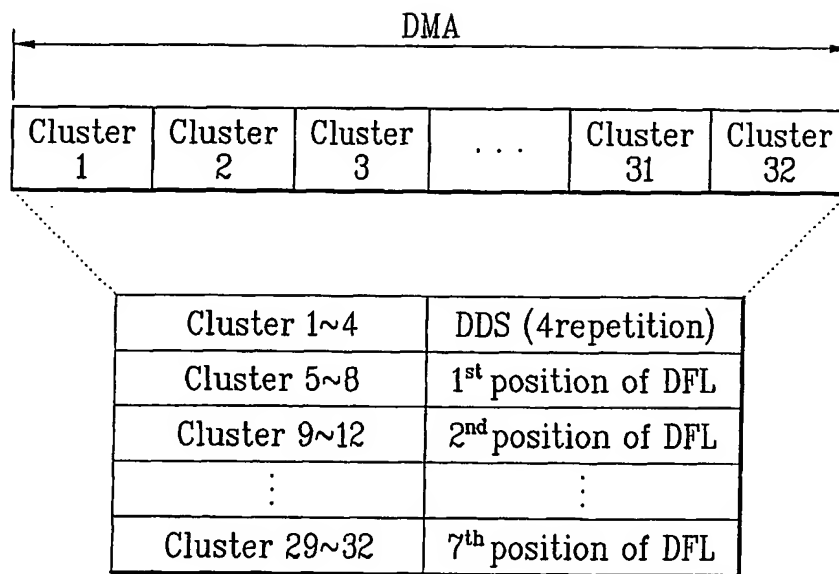 DMA
Cluster 1 Cluster 2 Cluster 3 ... Cluster 31 Cluster 32
Cluster 1~4 DDS (4repetition)
Cluster 5~8 1st position of DFL
Cluster 9~12 2nd position of DFL
⋮ ⋮
Cluster 29~32 7th position of DFL